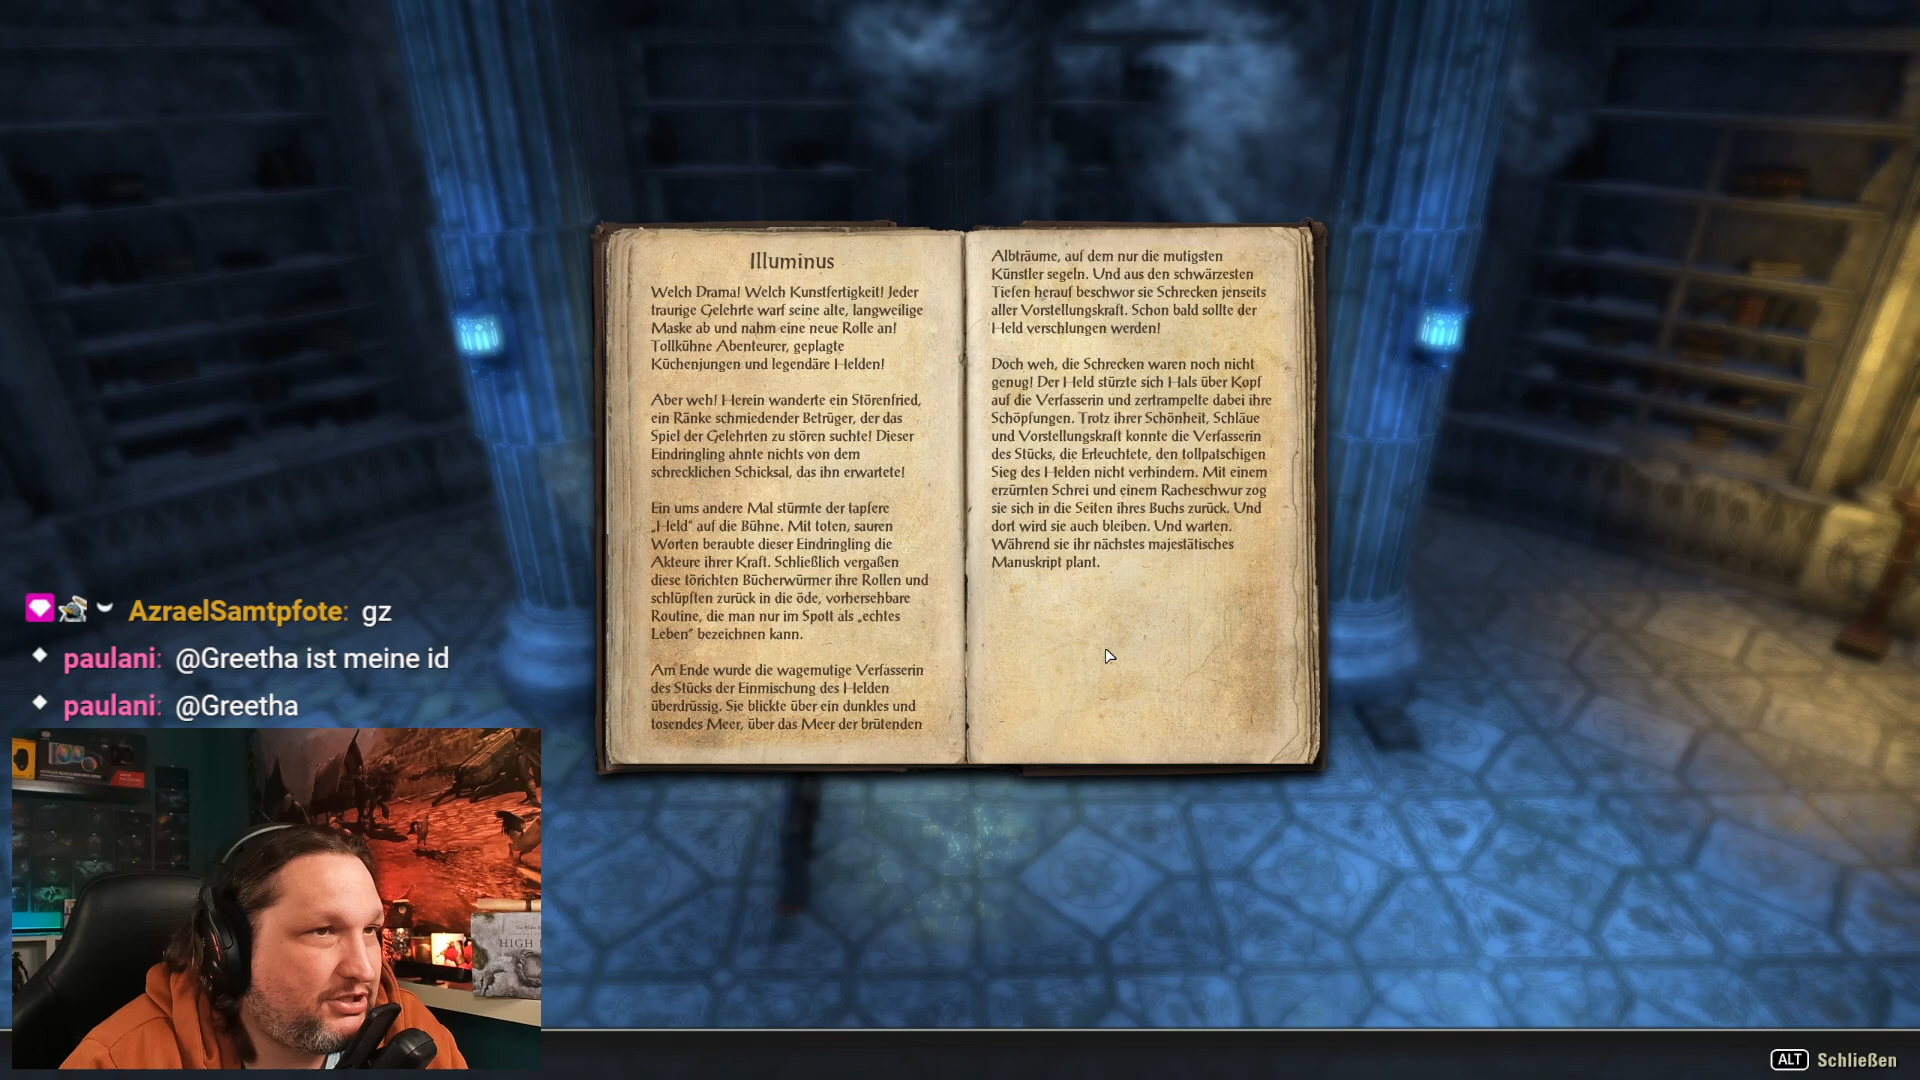 Illuminus
Welch Drama! Welch Kunstfertigkeit! Jeder
traurige Gelehrte warf seine alte, langweilige
Maske ab und nahm eine neue Rolle an!
Tollkühne Abenteurer, geplagte
Küchenjungen und legendäre Helden!
Aber weh! Herein wanderte ein Störenfried,
ein Ränke schmiedender Betrüger, der das
Spiel der Gelehrten zu stören suchte! Dieser
Eindringling ahnte nichts von dem
schrecklichen Schicksal, das ihn erwartete!
Ein ums andere Mal stürmte der tapfere
„Held“ auf die Bühne. Mit toten, sauren
Worten beraubte dieser Eindringling die
Akteure ihrer Kraft. Schließlich vergaßen
diese törichten Bücherwürmer ihre Rollen und
schlüpften zurück in die öde, vorhersehbare
Routine, die man nur im Spott als „echtes
Leben“ bezeichnen kann.
Am Ende wurde die wagemutige Verfasserin
des Stücks der Einmischung des Helden
überdrüssig. Sie blickte über ein dunkles und
tosendes Meer, über das Meer der brütenden
Albträume, auf dem nur die mutigsten
Künstler segeln. Und aus den schwärzesten
Tiefen herauf beschwor sie Schrecken jenseits
aller Vorstellungskraft. Schon bald sollte der
Held verschlungen werden!
Doch weh, die Schrecken waren noch nicht
genug! Der Held stürzte sich Hals über Kopf
auf die Verfasserin und zertrampelte dabei ihre
Schöpfungen. Trotz ihrer Schönheit, Schläue
und Vorstellungskraft konnte die Verfasserin
des Stücks, die Erleuchtete, den tollpatschigen
Sieg des Helden nicht verhindern. Mit einem
erzürnten Schrei und einem Racheschwur zog
sie sich in die Seiten ihres Buchs zurück. Und
dort wird sie auch bleiben. Und warten.
Während sie ihr nächstes majestätisches
Manuskript plant.
AzraelSamtpfote: gz
paulani: @Greetha ist meine id
paulani: @Greetha
HIGH
ALT Schließen